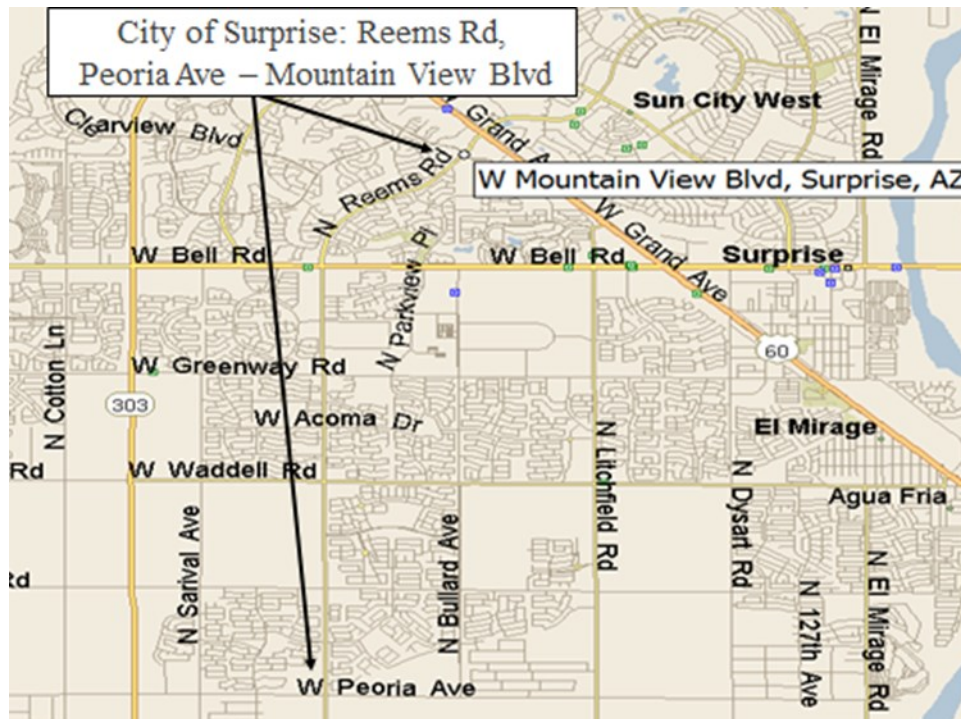 City of Surprise: Reems Rd,
Peoria Ave – Mountain View Blvd
N El Mirage Rd
Sun City West
Clearview Blvd
Grand A
N Reems Rd
W Mountain View Blvd, Surprise, AZ
W Grand Ave
N Parkview Pl
W Bell Rd
W Bell Rd
Surprise
N Cotton Ln
60
W Greenway Rd
303
W Acoma Dr
El Mirage
N Litchfield Rd
Rd
W Waddell Rd
N Dysart Rd
Agua Fria
N Sarival Ave
N Bullard Ave
Rd
N 127th Ave
N El Mirage Rd
W Peoria Ave